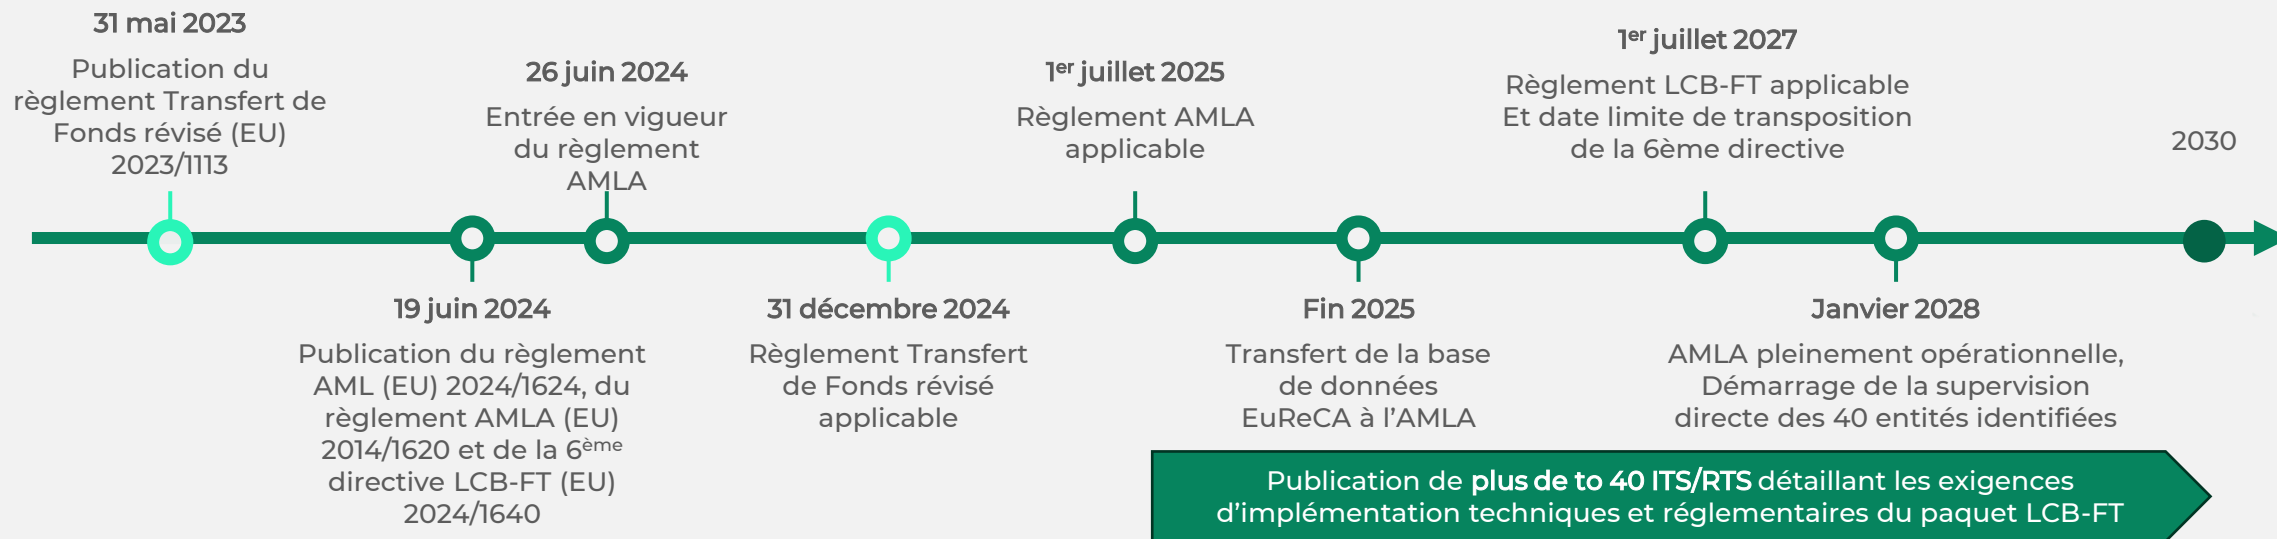 31 mai 2023
Publication du
règlement Transfert de
Fonds révisé (EU)
2023/1113
19 juin 2024
Publication du règlement
AML (EU) 2024/1624, du
règlement AMLA (EU)
2014/1620 et de la 6ème
directive LCB-FT (EU)
2024/1640
26 juin 2024
Entrée en vigueur
du règlement
AMLA
31 décembre 2024
Règlement Transfert
de Fonds révisé
applicable
1er juillet 2025
Règlement AMLA
applicable
Fin 2025
Transfert de la base
de données
EuReCA à l’AMLA
1er juillet 2027
Règlement LCB-FT applicable
Et date limite de transposition
de la 6ème directive
Janvier 2028
AMLA pleinement opérationnelle,
Démarrage de la supervision
directe des 40 entités identifiées
2030
Publication de plus de to 40 ITS/RTS détaillant les exigences
d’implémentation techniques et réglementaires du paquet LCB-FT